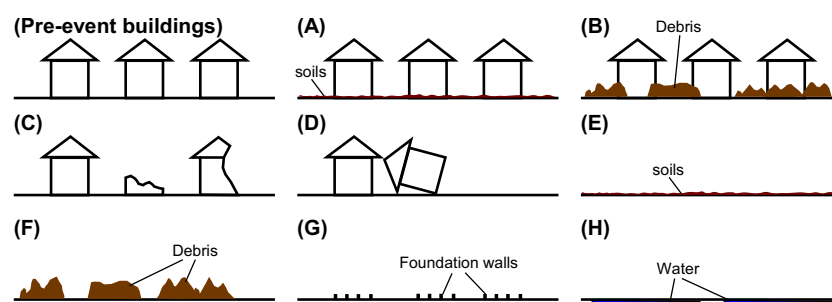 (Pre-event buildings)
(A)
soils
(B)
Debris
(C)
(D)
(E)
soils
(F)
Debris
(G)
Foundation walls
(H)
Water